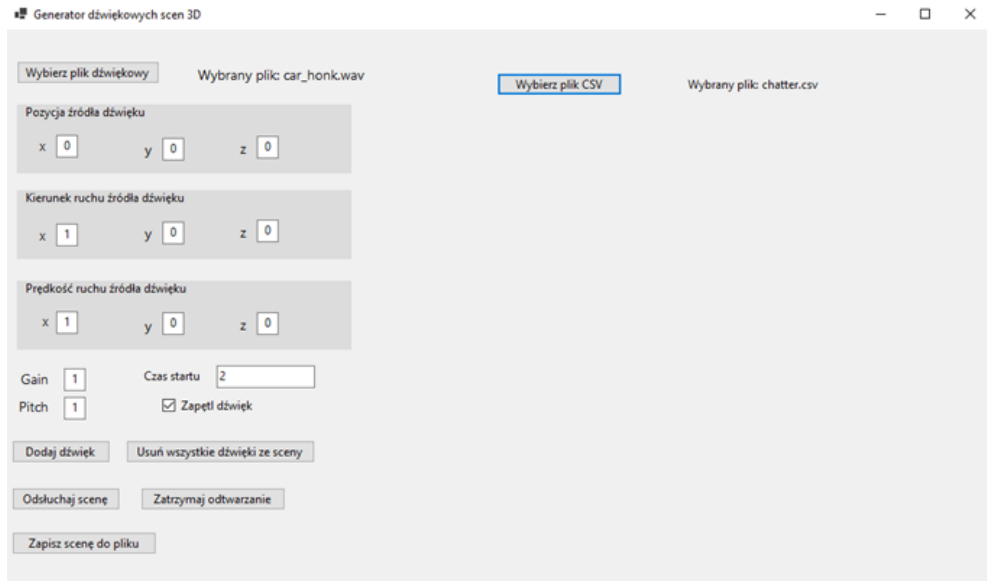 Generator dźwiękowych scen 3D
Wybierz plik dźwiękowy
Wybrany plik: car_honk.wav
Wybierz plik CSV
Wybrany plik: chatter.csv
Pozycja źródła dźwięku
x 0 y 0 z 0
Kierunek ruchu źródła dźwięku
x 1 y 0 z 0
Prędkość ruchu źródła dźwięku
x 1 y 0 z 0
Gain 1
Czas startu 2
Pitch 1
Zapętl dźwięk
Dodaj dźwięk
Usuń wszystkie dźwięki ze sceny
Odsłuchaj scenę
Zatrzymaj odtwarzanie
Zapisz scenę do pliku